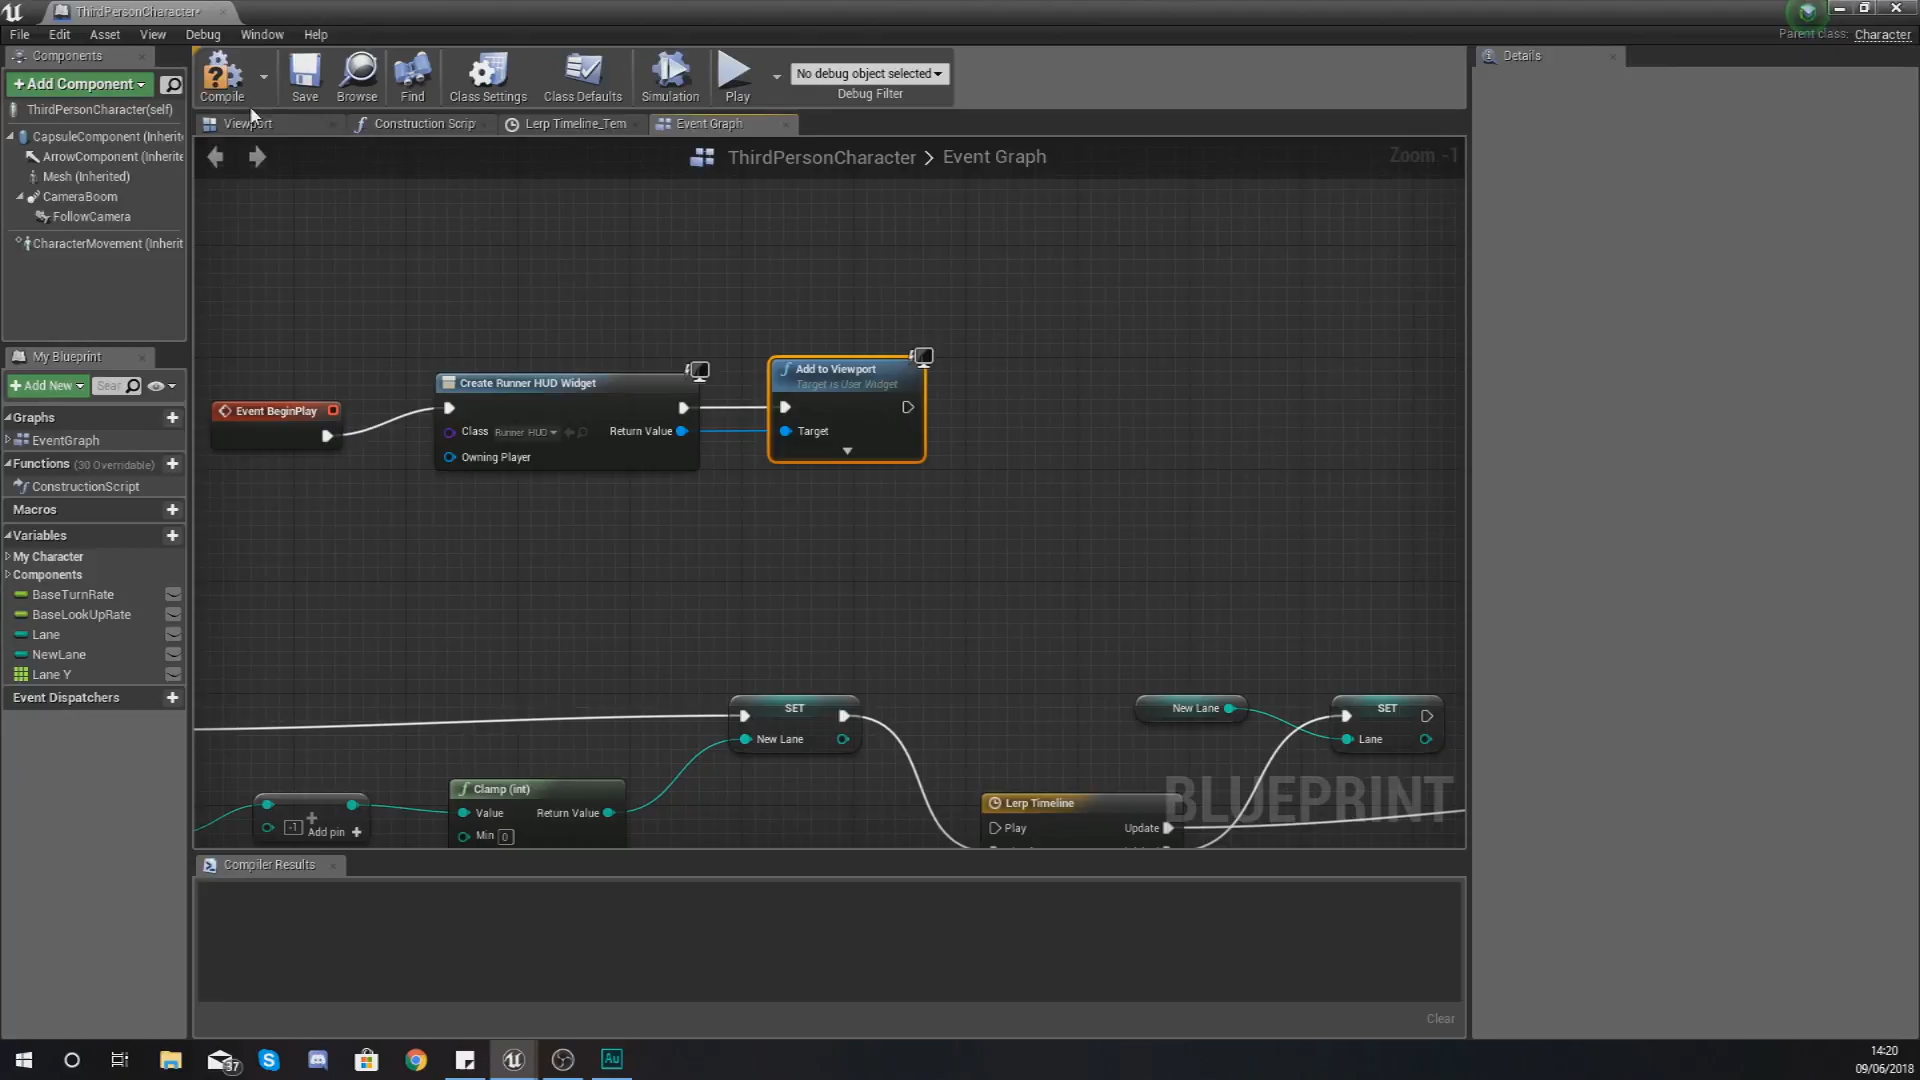 ThirdPersonCharacter*
File Edit Asset View Debug Window Help
Parent class: Character
Components
+Add Component
ThirdPersonCharacter(self)
CapsuleComponent (Inherite
ArrowComponent (Inherite
Mesh (Inherited)
CameraBoom
FollowCamera
CharacterMovement (Inherit
Compile
Save
Browse
Find
Class Settings
Class Defaults
Simulation
Play
No debug object selected
Debug Filter
Viewport
Construction Scrip
Lerp Timeline_Tem
Event Graph
ThirdPersonCharacter > Event Graph
Zoom -1
Details
My Blueprint
+Add New
Sear
Graphs
EventGraph
Functions (30 Overridable)
ConstructionScript
Macros
Variables
My Character
Components
BaseTurnRate
BaseLookUpRate
Lane
NewLane
Lane Y
Event Dispatchers
Event BeginPlay
Create Runner HUD Widget
Class Runner HUD
Return Value
Owning Player
Add to Viewport
Target is User Widget
Target
SET
New Lane
New Lane
SET
Lane
-1
Add pin +
Clamp (int)
Value
Return Value
Min 0
Lerp Timeline
Play
Update
BLUEPRINT
Compiler Results
Clear
37
Au
14:20
09/06/2018